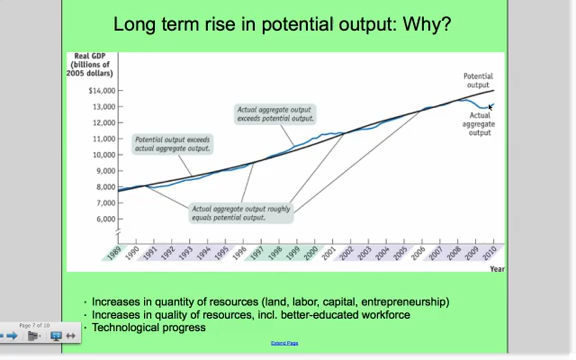 Long term rise in potential output: Why?
Real GDP
(billions of
2005 dollars)
$14,000
13,000
12,000
11,000
10,000
9,000
8,000
7,000
6,000
Potential
output
Actual
aggregate
output
Actual aggregate output
exceeds potential output.
Potential output exceeds
actual aggregate output.
Actual aggregate output roughly
equals potential output.
1989
1990
1991
1992
1993
1994
1995
1996
1997
1998
1999
2000
2001
2002
2003
2004
2005
2006
2007
2008
2009
2010
Year
· Increases in quantity of resources (land, labor, capital, entrepreneurship)
· Increases in quality of resources, incl. better-educated workforce
· Technological progress
Page 7 of 10
Extend Page